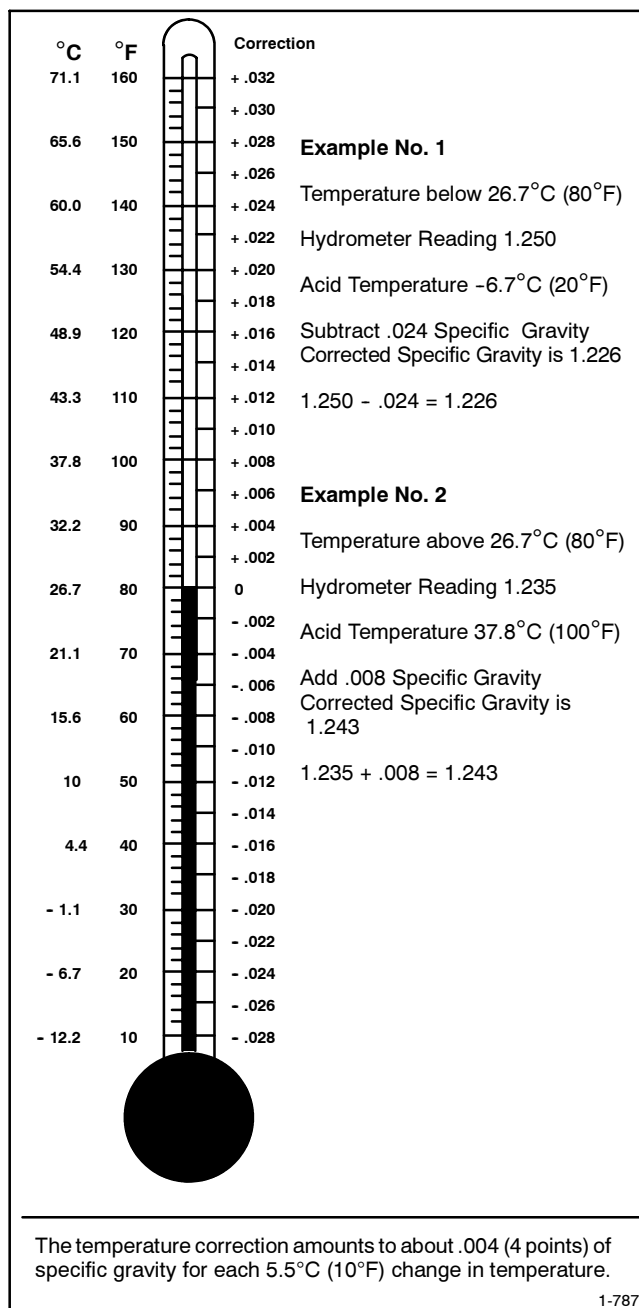 °C °F Correction
71.1 160 + .032
+ .030
65.6 150 + .028
+ .026
60.0 140 + .024
+ .022
54.4 130 + .020
+ .018
48.9 120 + .016
+ .014
43.3 110 + .012
+ .010
37.8 100 + .008
+ .006
32.2 90 + .004
+ .002
26.7 80 0
- .002
21.1 70 - .004
-. 006
15.6 60 - .008
- .010
10 50 - .012
- .014
4.4 40 - .016
- .018
- 1.1 30 - .020
- .022
- 6.7 20 - .024
- .026
- 12.2 10 - .028
Example No. 1
Temperature below 26.7°C (80°F)
Hydrometer Reading 1.250
Acid Temperature -6.7°C (20°F)
Subtract .024 Specific Gravity
Corrected Specific Gravity is 1.226
1.250 - .024 = 1.226
Example No. 2
Temperature above 26.7°C (80°F)
Hydrometer Reading 1.235
Acid Temperature 37.8°C (100°F)
Add .008 Specific Gravity
Corrected Specific Gravity is
1.243
1.235 + .008 = 1.243
The temperature correction amounts to about .004 (4 points) of
specific gravity for each 5.5°C (10°F) change in temperature.
1-787